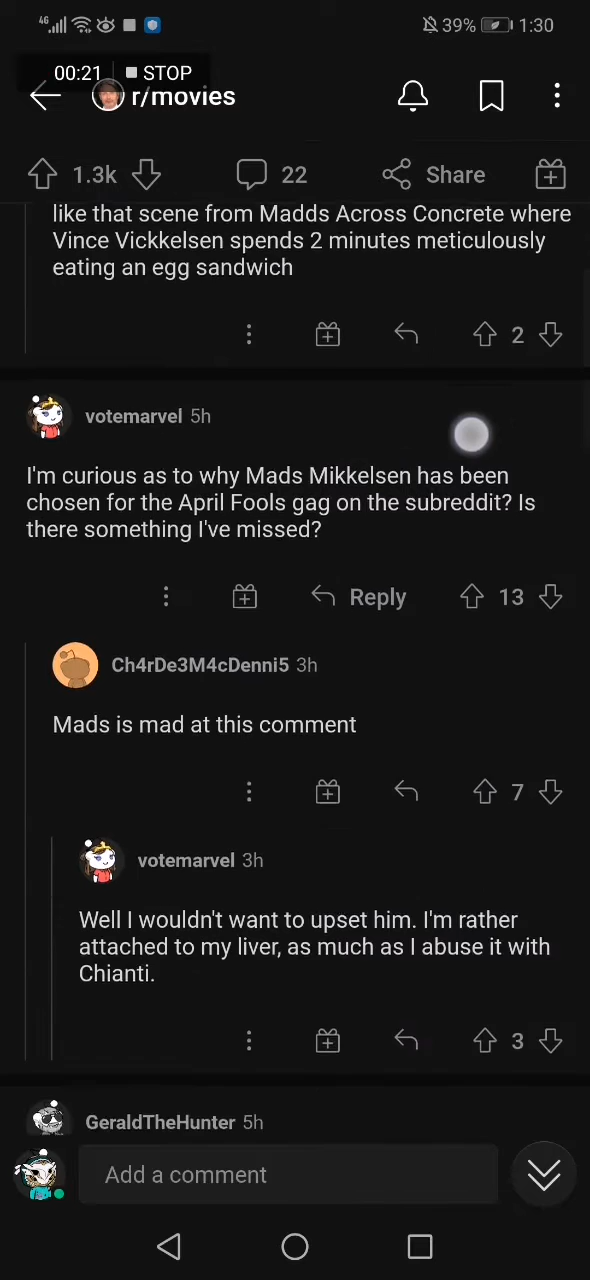 4G 39% 1:30
00:21 STOP
r/movies
1.3k 22 Share
like that scene from Madds Across Concrete where
Vince Vickkelsen spends 2 minutes meticulously
eating an egg sandwich
2
votemarvel 5h
I'm curious as to why Mads Mikkelsen has been
chosen for the April Fools gag on the subreddit? Is
there something I've missed?
Reply 13
Ch4rDe3M4cDenni5 3h
Mads is mad at this comment
7
votemarvel 3h
Well I wouldn't want to upset him. I'm rather
attached to my liver, as much as I abuse it with
Chianti.
3
GeraldTheHunter 5h
Add a comment